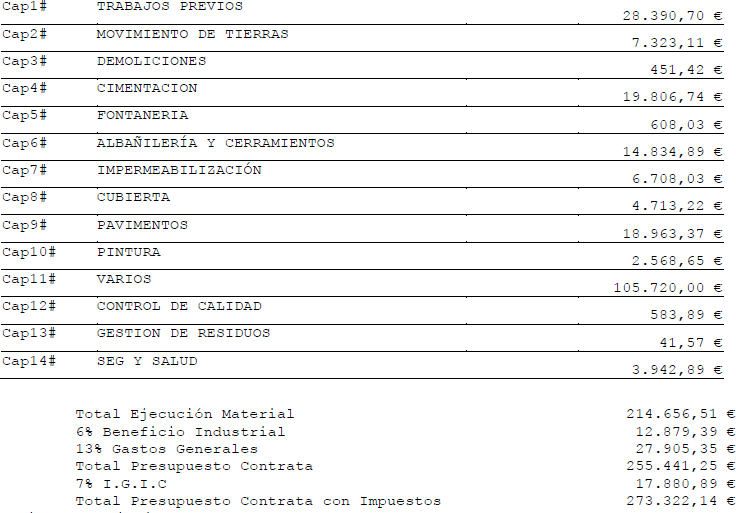 Cap1# TRABAJOS PREVIOS 28.390,70 €
Cap2# MOVIMIENTO DE TIERRAS 7.323,11 €
Cap3# DEMOLICIONES 451,42 €
Cap4# CIMENTACION 19.806,74 €
Cap5# FONTANERIA 608,03 €
Cap6# ALBAÑILERÍA Y CERRAMIENTOS 14.834,89 €
Cap7# IMPERMEABILIZACIÓN 6.708,03 €
Cap8# CUBIERTA 4.713,22 €
Cap9# PAVIMENTOS 18.963,37 €
Cap10# PINTURA 2.568,65 €
Cap11# VARIOS 105.720,00 €
Cap12# CONTROL DE CALIDAD 583,89 €
Cap13# GESTION DE RESIDUOS 41,57 €
Cap14# SEG Y SALUD 3.942,89 €
Total Ejecución Material 214.656,51 €
6% Beneficio Industrial 12.879,39 €
13% Gastos Generales 27.905,35 €
Total Presupuesto Contrata 255.441,25 €
7% I.G.I.C 17.880,89 €
Total Presupuesto Contrata con Impuestos 273.322,14 €